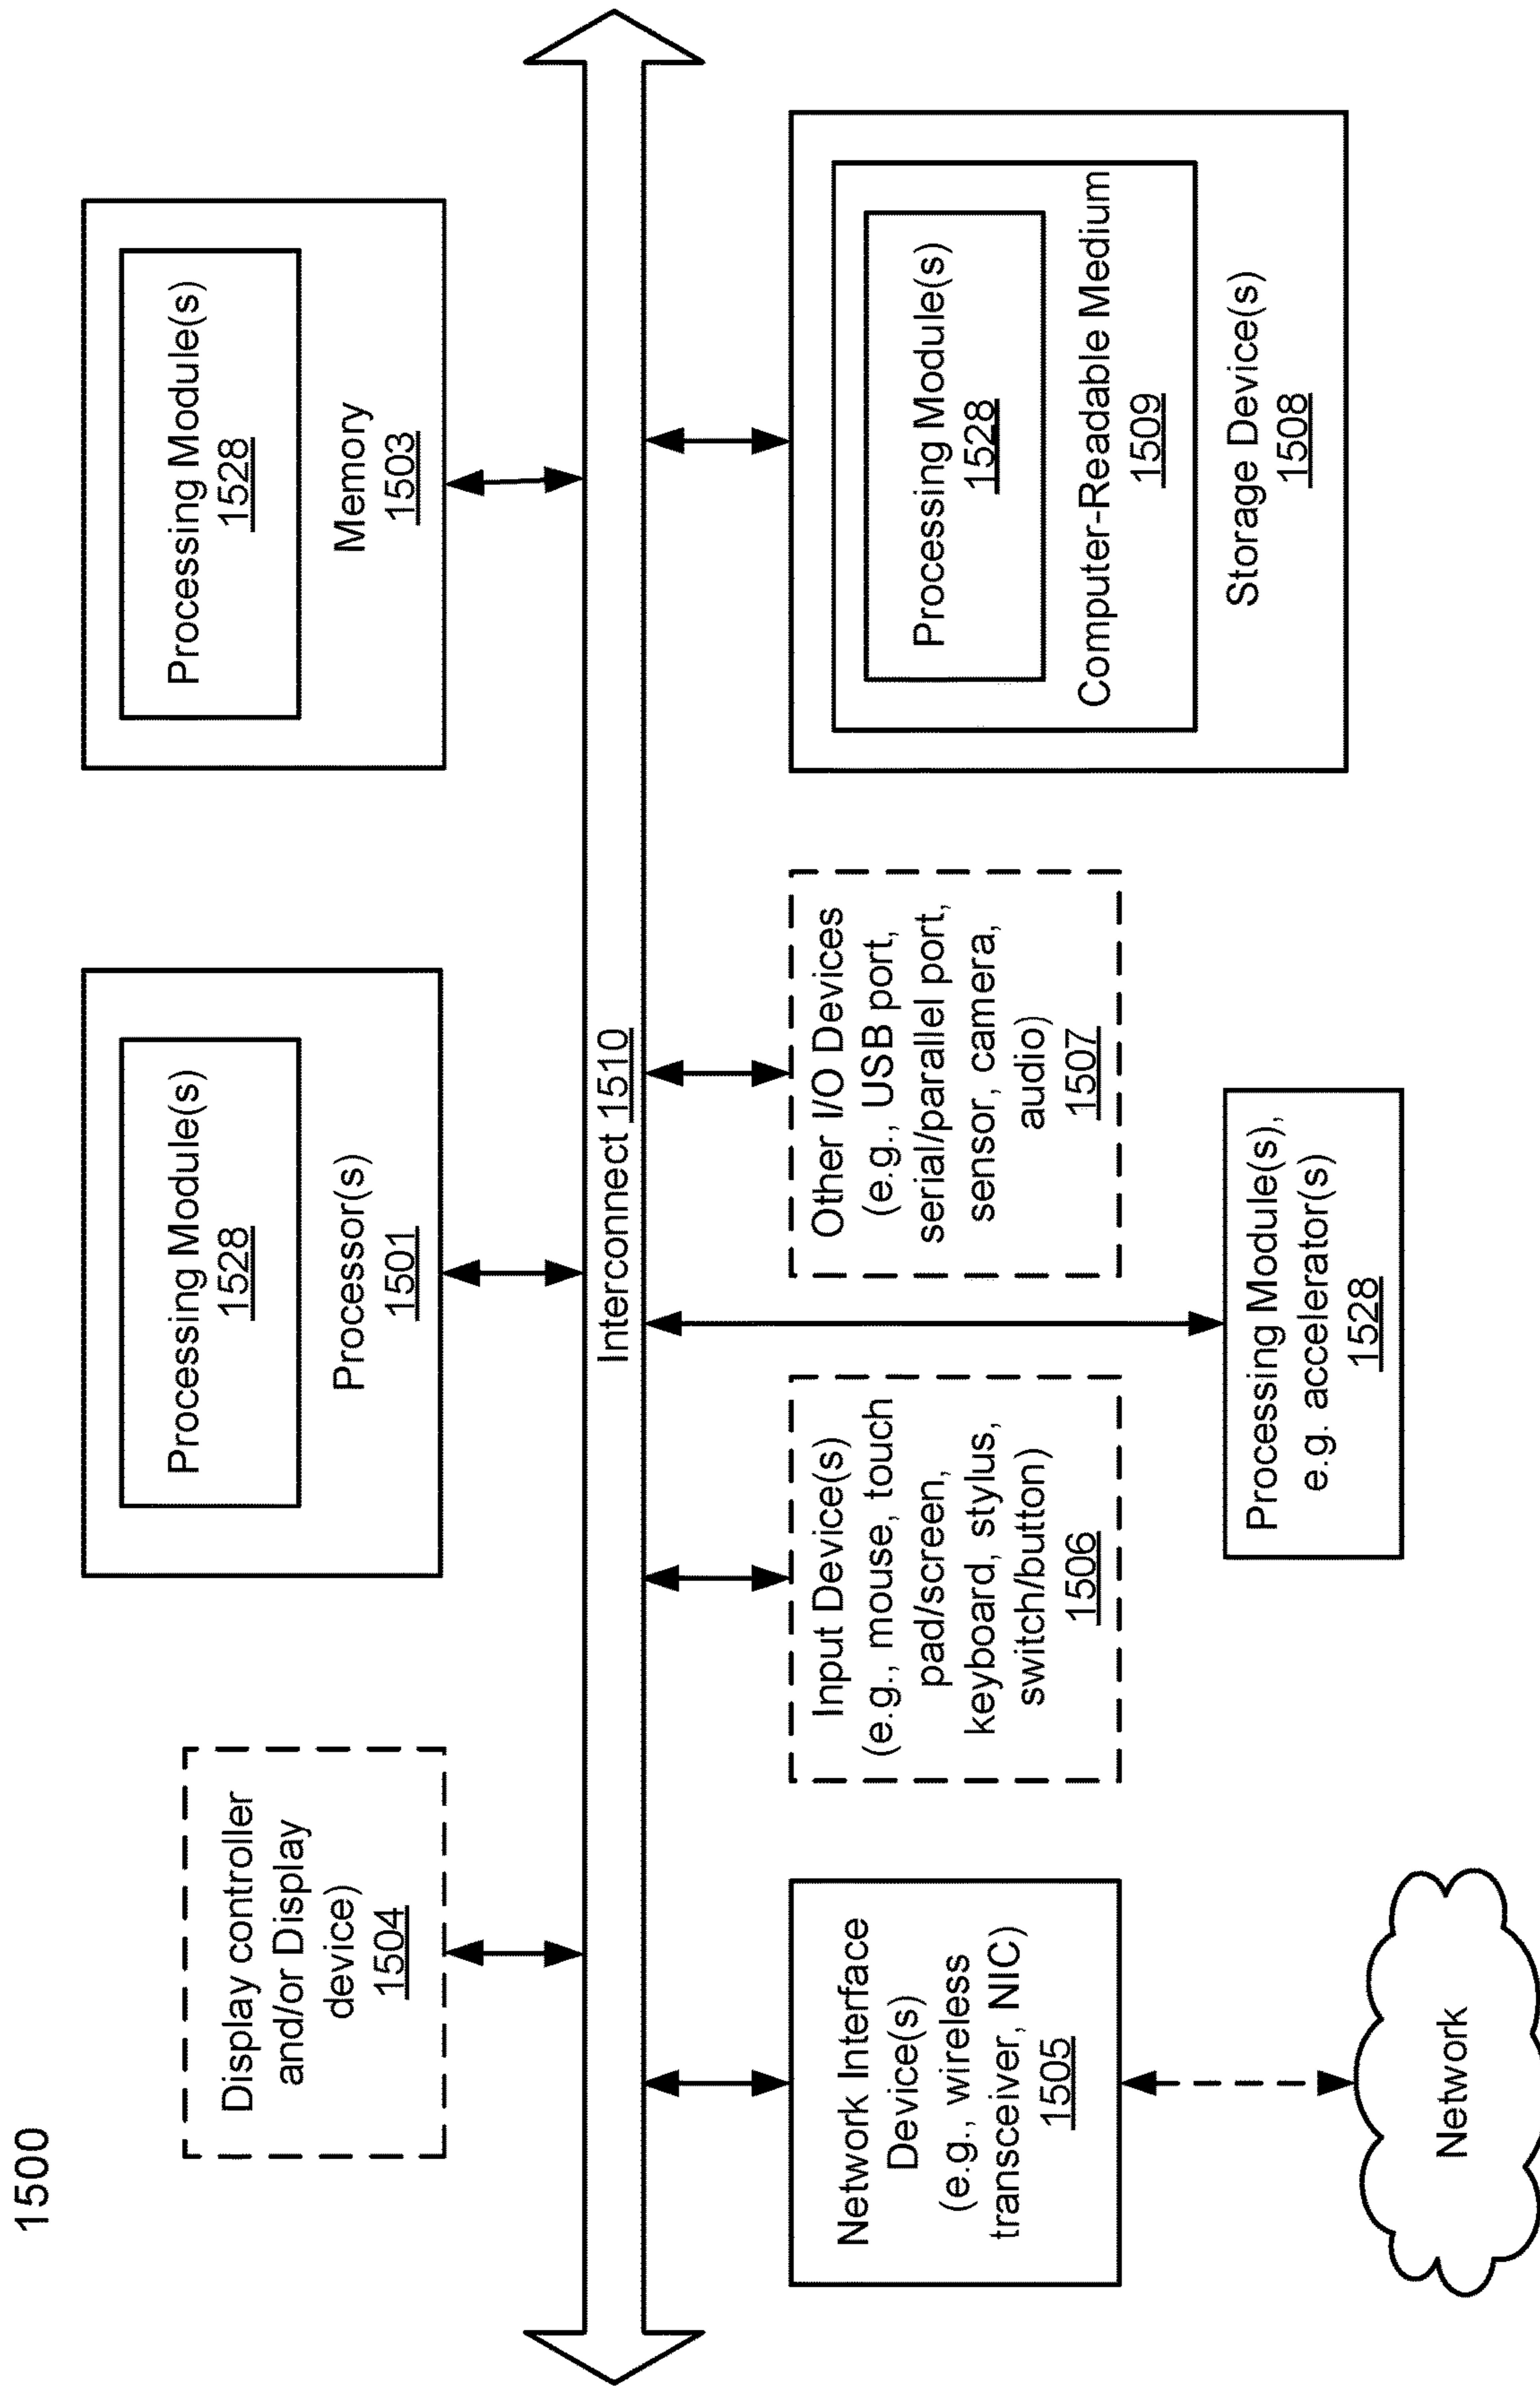 1500
Display controller
and/or Display
device)
1504
Processing Module(s)
1528
Processor(s)
1501
Processing Module(s)
1528
Memory
1503
Interconnect 1510
Network Interface
Device(s)
(e.g., wireless
transceiver, NIC)
1505
Input Device(s)
(e.g., mouse, touch
pad/screen,
keyboard, stylus,
switch/button)
1506
Other I/O Devices
(e.g., USB port,
serial/parallel port,
sensor, camera,
audio)
1507
Processing Module(s)
1528
Computer-Readable Medium
1509
Storage Device(s)
1508
Processing Module(s),
e.g. accelerator(s)
1528
Network